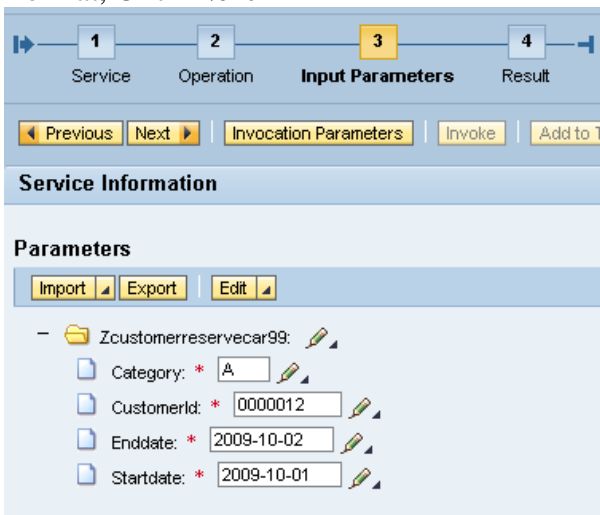 1 2 3 4
Service Operation Input Parameters Result
Previous Next Invocation Parameters Invoke Add to T
Service Information
Parameters
Import Export Edit
Zcustomerreservecar99:
Category: * A
CustomerId: * 0000012
Enddate: * 2009-10-02
Startdate: * 2009-10-01